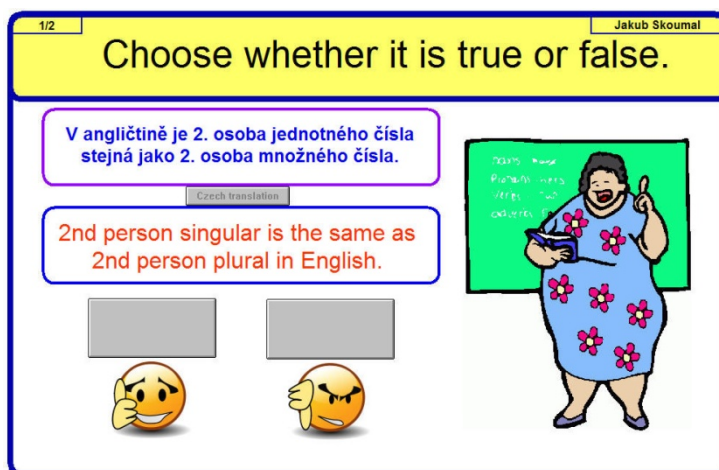 1/2
Jakub Skoumal
Choose whether it is true or false.
V angličtině je 2. osoba jednotného čísla
stejná jako 2. osoba množného čísla.
Czech translation
2nd person singular is the same as
2nd person plural in English.